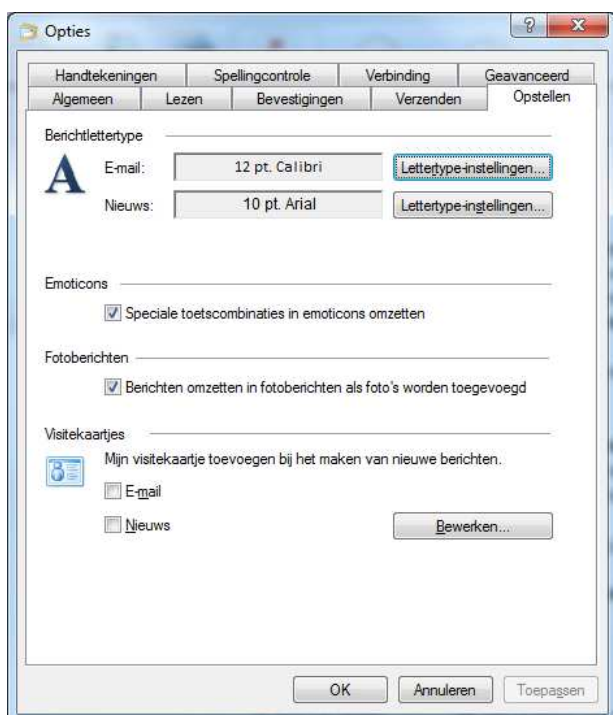 Opties
Handtekeningen Spellingcontrole Verbinding Geavanceerd
Algemeen Lezen Bevestigingen Verzenden Opstellen
Berichtlettertype
A E-mail: 12 pt. Calibri Lettertype-instellingen...
Nieuws: 10 pt. Arial Lettertype-instellingen...
Emoticons
Speciale toetscombinaties in emoticons omzetten
Fotoberichten
Berichten omzetten in fotoberichten als foto's worden toegevoegd
Visitekaartjes
Mijn visitekaartje toevoegen bij het maken van nieuwe berichten.
E-mail
Nieuws Bewerken...
OK Annuleren Toepassen